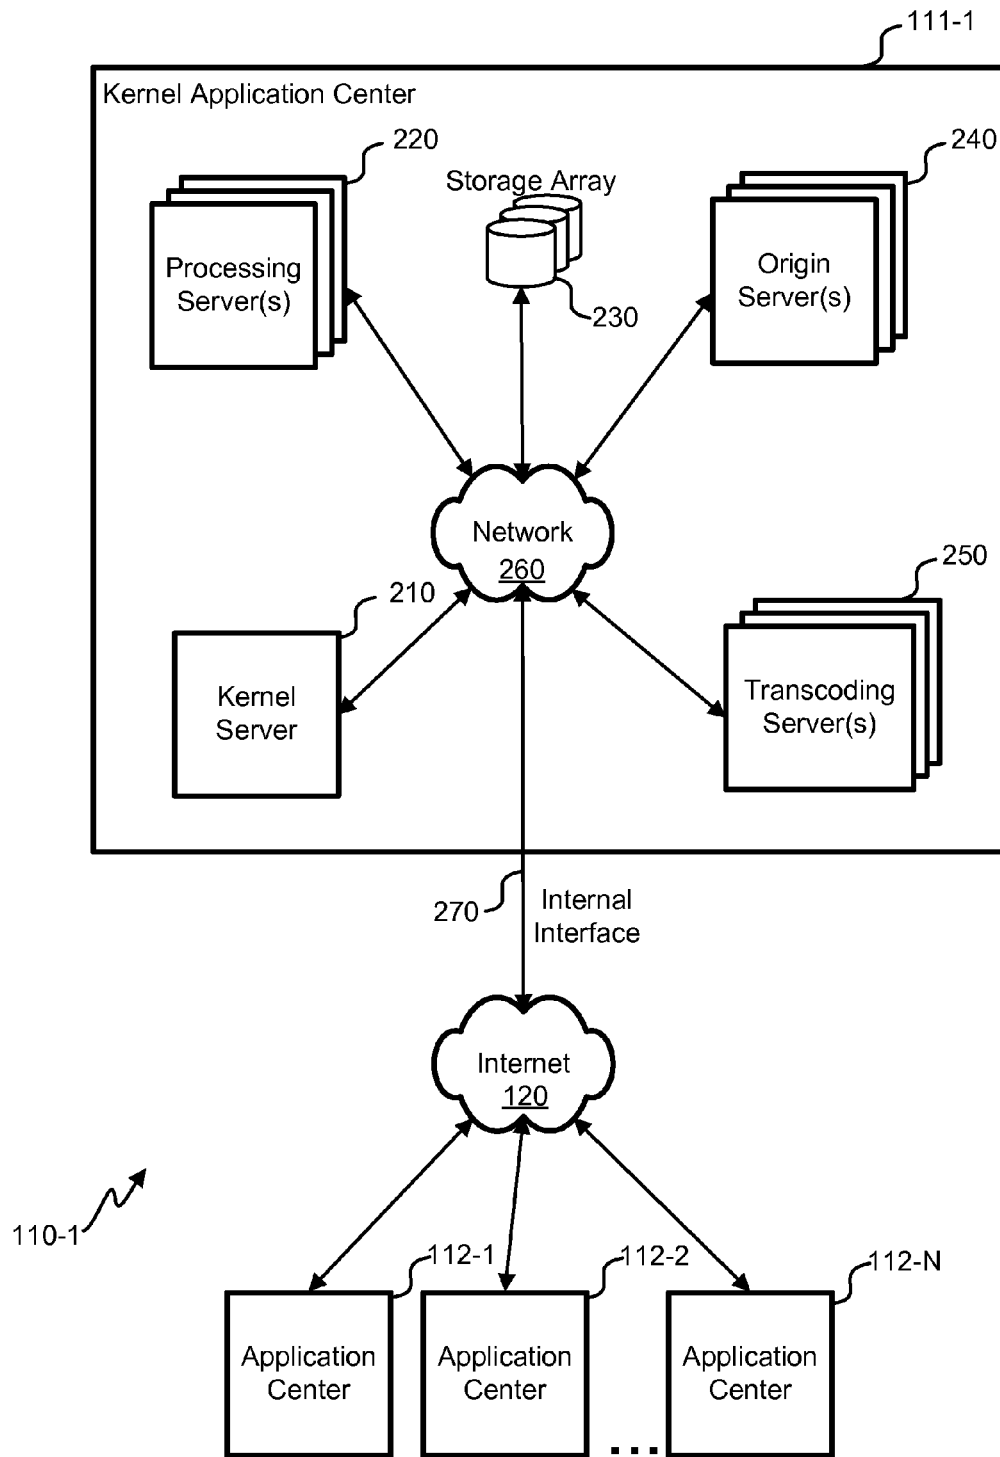 111-1
Kernel Application Center
220
Storage Array
240
Processing
Server(s)
230
Origin
Server(s)
Network
260
250
210
Kernel
Server
Transcoding
Server(s)
270
Internal
Interface
Internet
120
110-1
112-1
112-2
112-N
Application
Center
Application
Center
Application
Center
...